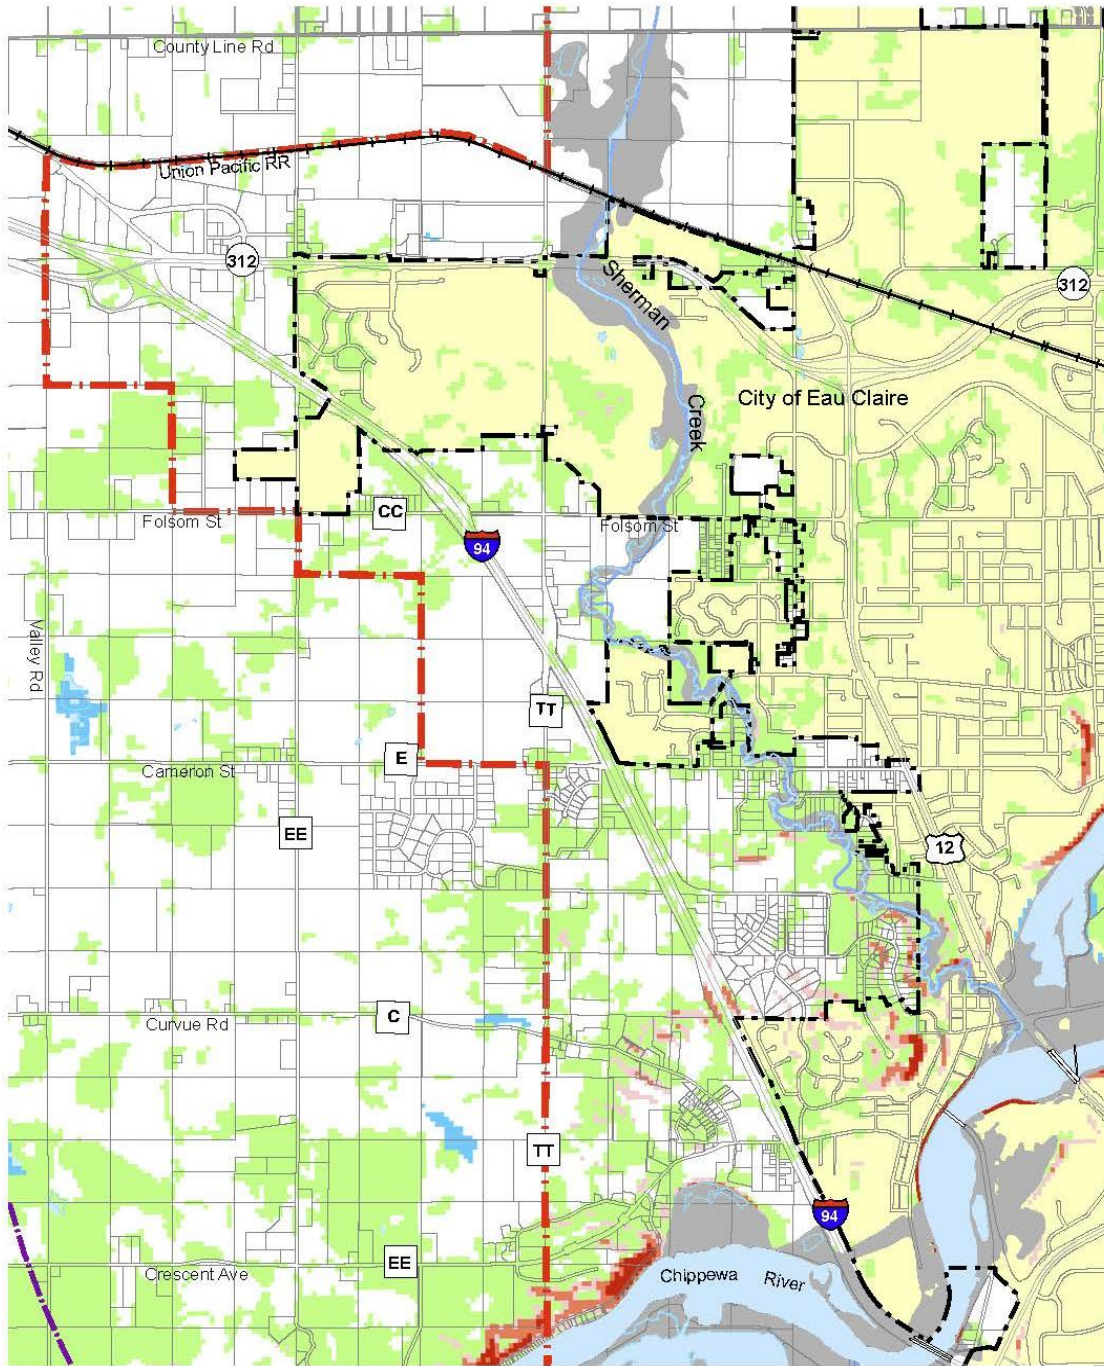 County Line Rd
Union Pacific RR
312
312
Sherman
Creek
City of Eau Claire
Folsom St
CC
Folsom St
94
Valley Rd
TT
E
Cameron St
EE
12
C
Curvue Rd
TT
94
EE
Crescent Ave
Chippewa River